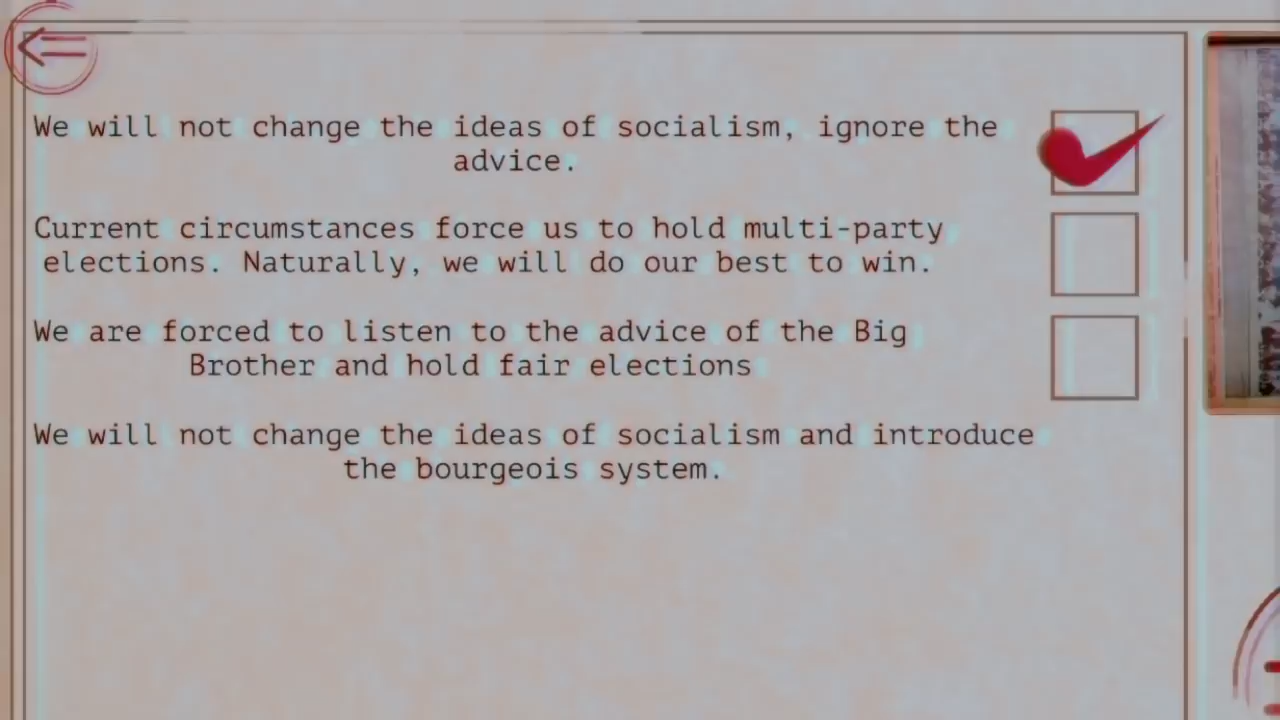 We will not change the ideas of socialism, ignore the
advice.
Current circumstances force us to hold multi-party
elections. Naturally, we will do our best to win.
We are forced to listen to the advice of the Big
Brother and hold fair elections
We will not change the ideas of socialism and introduce
the bourgeois system.